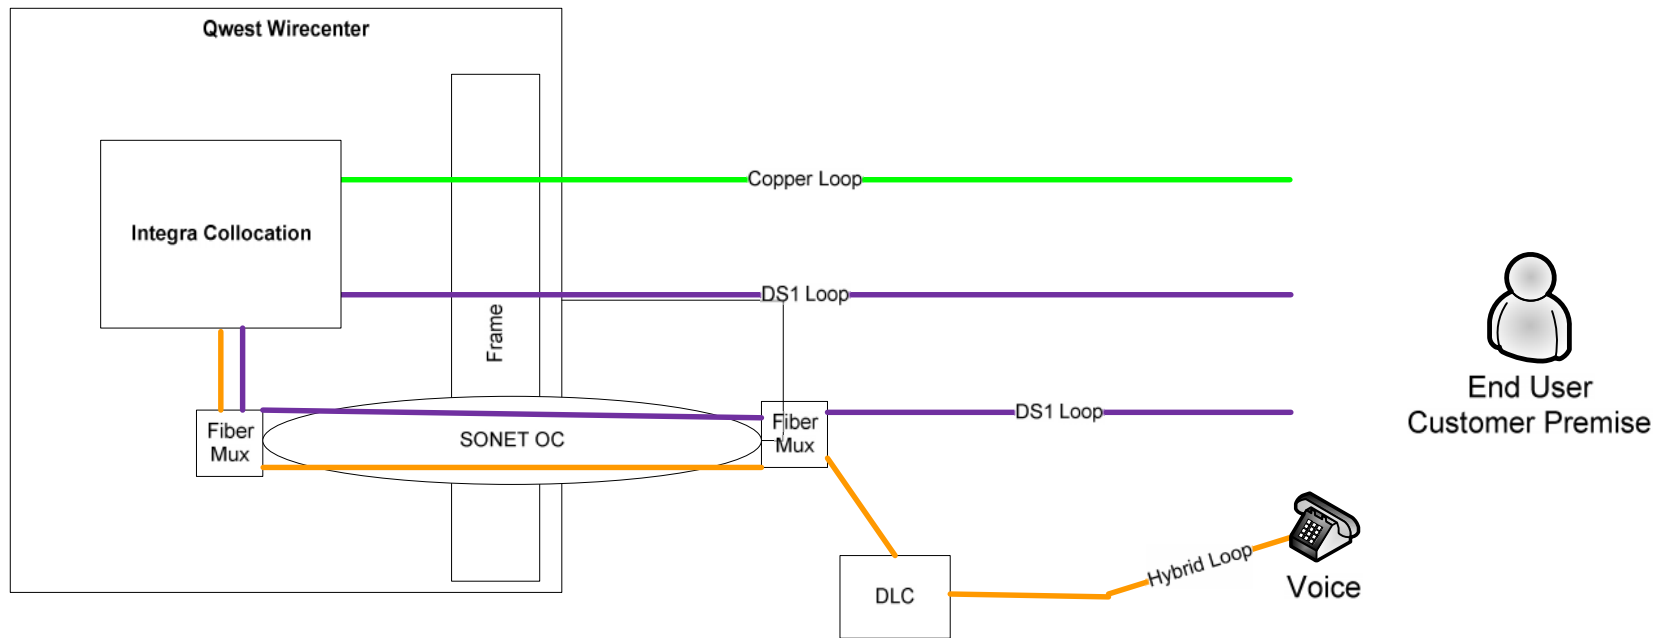 Qwest Wirecenter
Copper Loop
Integra Collocation
DS1 Loop
Frame
End User
Customer Premise
DS1 Loop
Fiber
Mux
SONET OC
Fiber
Mux
Hybrid Loop
Voice
DLC